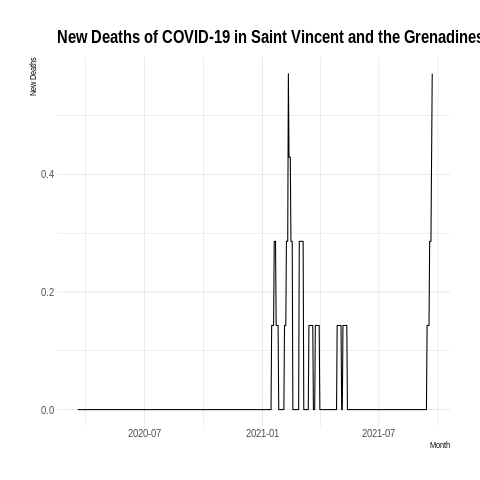 New Deaths of COVID-19 in Saint Vincent and the Grenadines
New Deaths
0.4
0.2
0.0
2020-07 2021-01 2021-07
Month